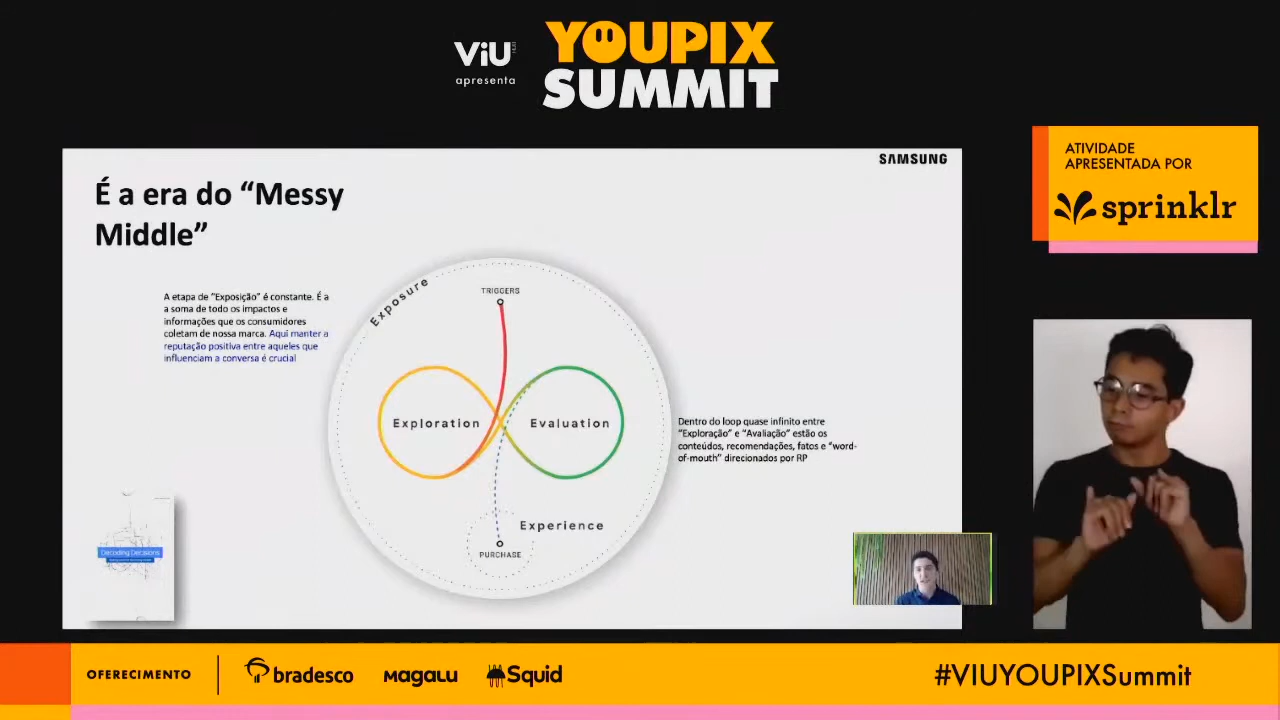 ViU
HUB
apresenta
YOUPIX
SUMMIT
SAMSUNG
É a era do “Messy
Middle”
ATIVIDADE
APRESENTADA POR
sprinklr
A etapa de “Exposição” é constante. É a
a soma de todo os impactos e
informações que os consumidores
coletam de nossa marca. Aqui manter a
reputação positiva entre aqueles que
influenciam a conversa é crucial
Exposure
TRIGGERS
Exploration
Evaluation
Experience
PURCHASE
Dentro do loop quase infinito entre
“Exploração” e “Avaliação” estão os
conteúdos, recomendações, fatos e “word-
of-mouth” direcionados por RP
Decoding Decisions
OFERECIMENTO
bradesco
Magalu
Squid
#VIUYOUPIXSummit